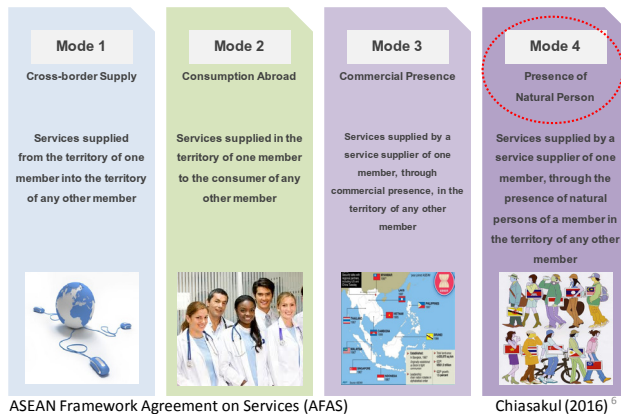 Mode 1
Cross-border Supply
Services supplied
from the territory of one
member into the territory
of any other member
Mode 2
Consumption Abroad
Services supplied in the
territory of one member
to the consumer of any
other member
Mode 3
Commercial Presence
Services supplied by a
service supplier of one
member, through
commercial presence, in the
territory of any other
member
Mode 4
Presence of
Natural Person
Services supplied by a
service supplier of one
member, through the
presence of natural
persons of a member in
the territory of any other
member
ASEAN Framework Agreement on Services (AFAS)
Chiasakul (2016)
6